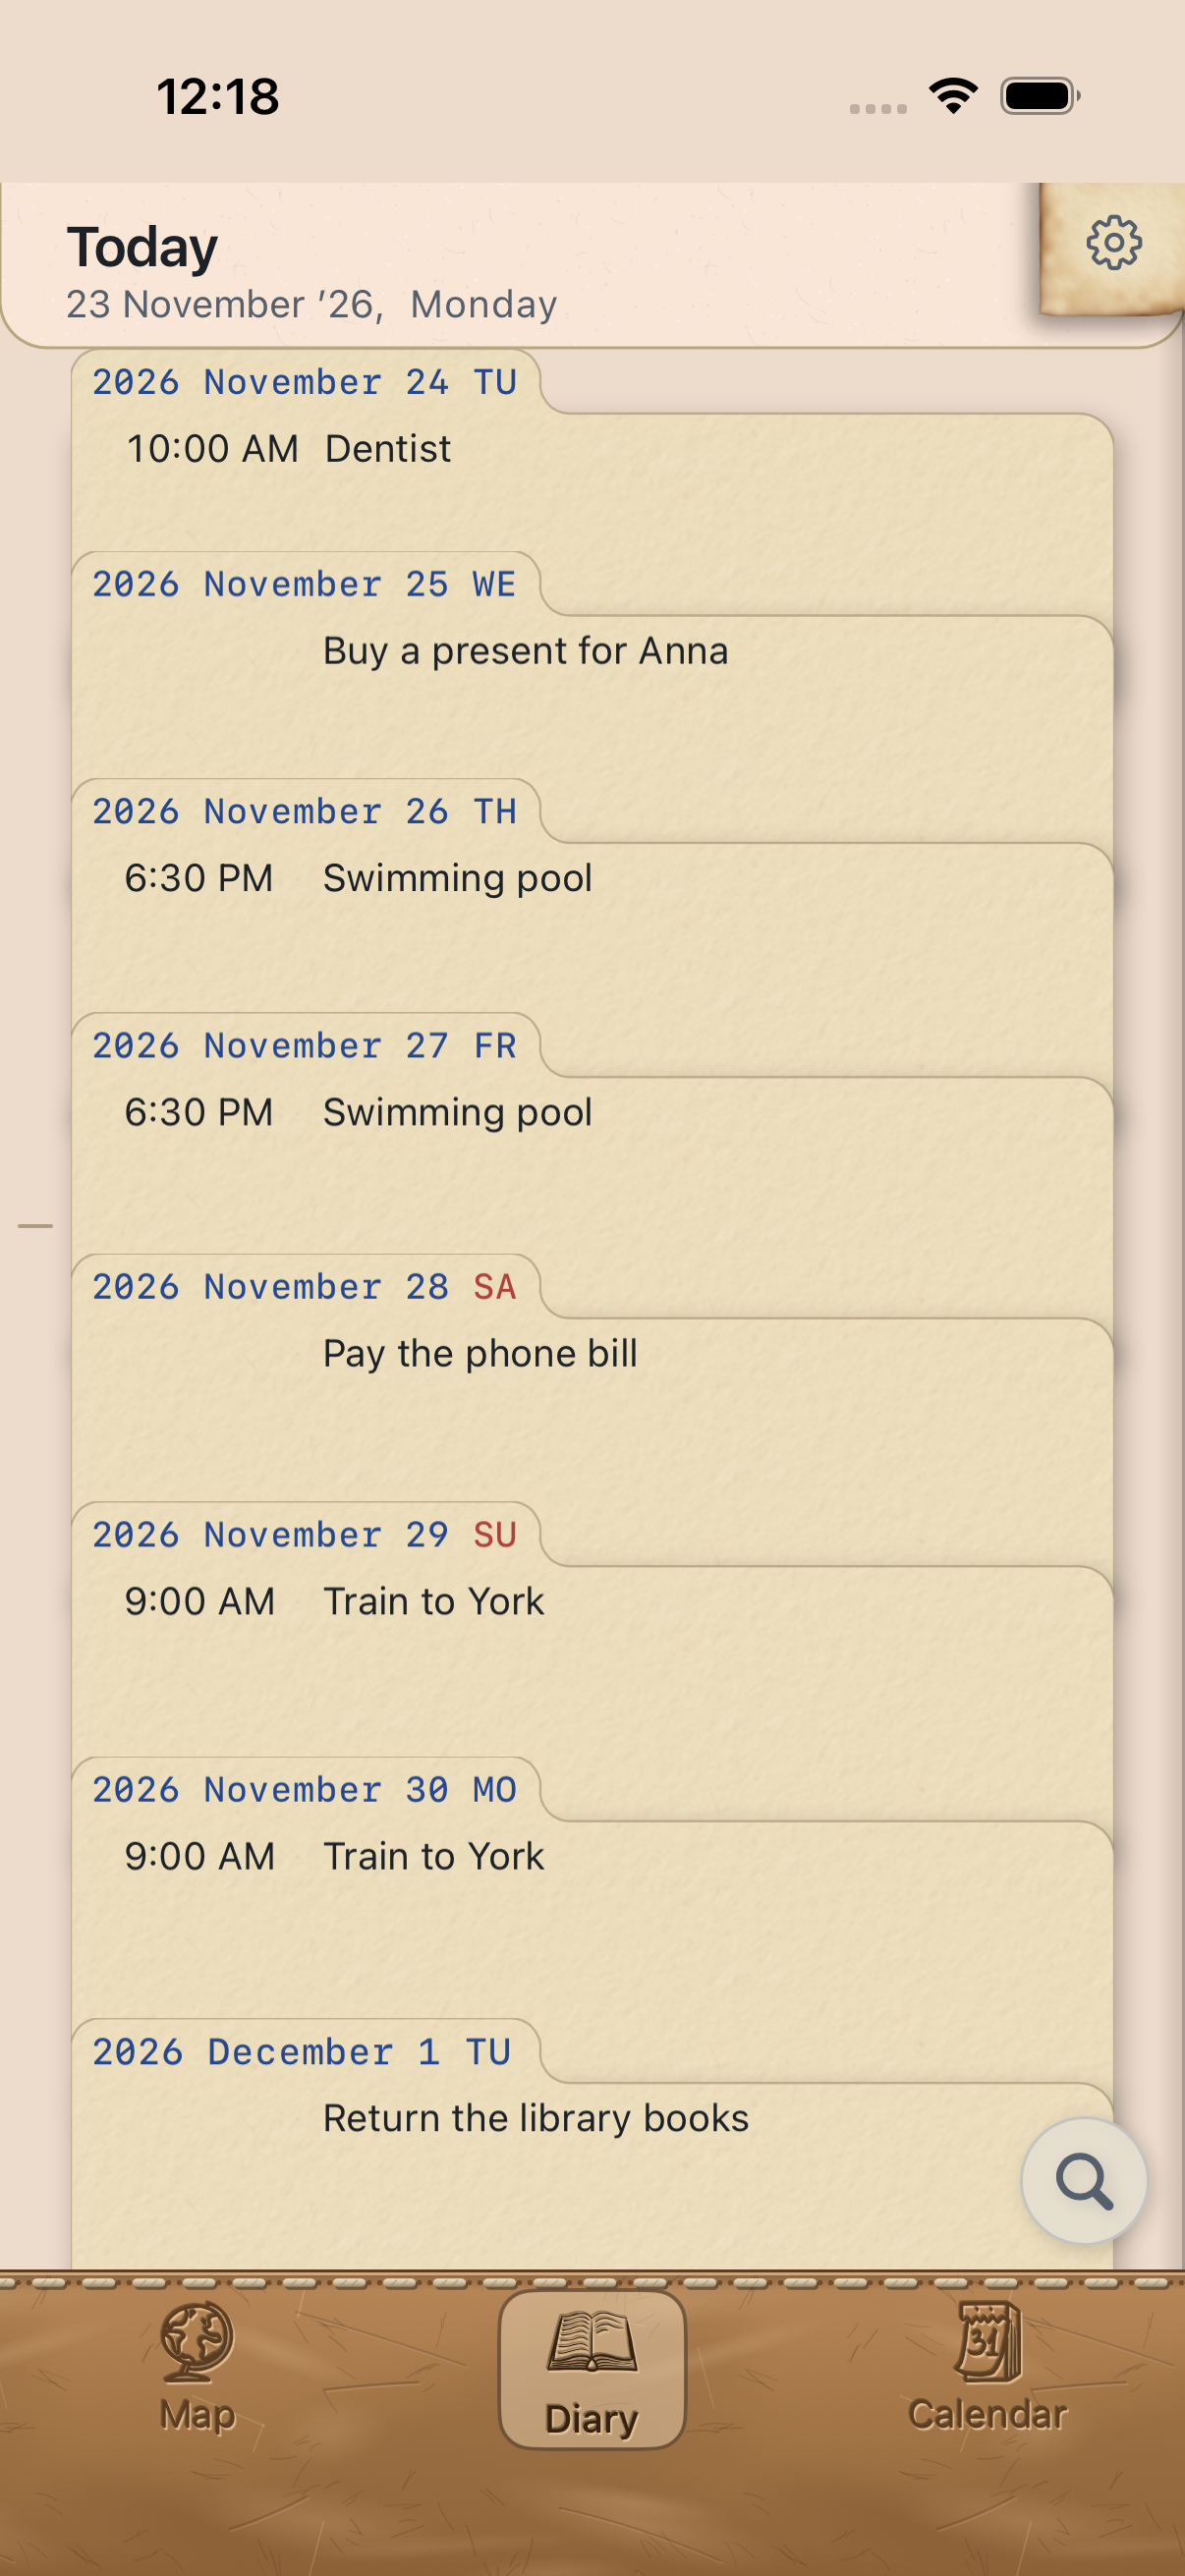 12:18
Today
23 November ’26, Monday
2026 November 24 TU
10:00 AM Dentist
2026 November 25 WE
Buy a present for Anna
2026 November 26 TH
6:30 PM Swimming pool
2026 November 27 FR
6:30 PM Swimming pool
2026 November 28 SA
Pay the phone bill
2026 November 29 SU
9:00 AM Train to York
2026 November 30 MO
9:00 AM Train to York
2026 December 1 TU
Return the library books
31
Map Diary Calendar